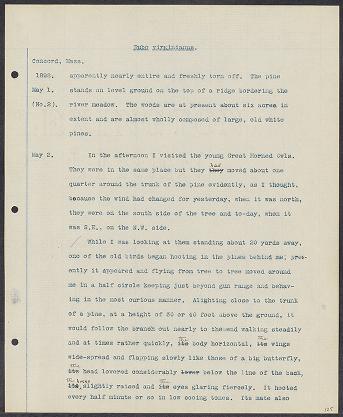 Bubo virginianus.
Concord, Mass.
1892. apparently nearly entire and freshly torn off. The pine
May 1. stands on level ground on the top of a ridge bordering the
(No.2). river meadow. The woods are at present about six acres in
extent and are almost wholly composed of large, old white
pines.
May 2. In the afternoon I visited the young Great Horned Owls.
They were in the same place but they had moved about one
quarter around the trunk of the pine evidently, as I thought,
because the wind had changed for yesterday, when it was north,
they were on the south side of the tree and to-day, when it
was S.E., on the N.W. side.
While I was looking at them standing about 20 yards away,
one of the old birds began hooting in the pines behind me; pres-
ently it appeared and flying from tree to tree moved around
me in a half circle keeping just beyond gun range and behav-
ing in the most curious manner. Alighting close to the trunk
of a pine, at a height of 30 or 40 feet above the ground, it
would follow the branch out nearly to the end walking steadily
and at times rather quickly, the its body horizontal, the its wings
wide-spread and flapping slowly like those of a big butterfly,
the its head lowered considerably lower below the line of the back,
the its slightly raised and the its eyes glaring fiercely. It hooted
every half minute or so in low cooing tones. Its mate also
125